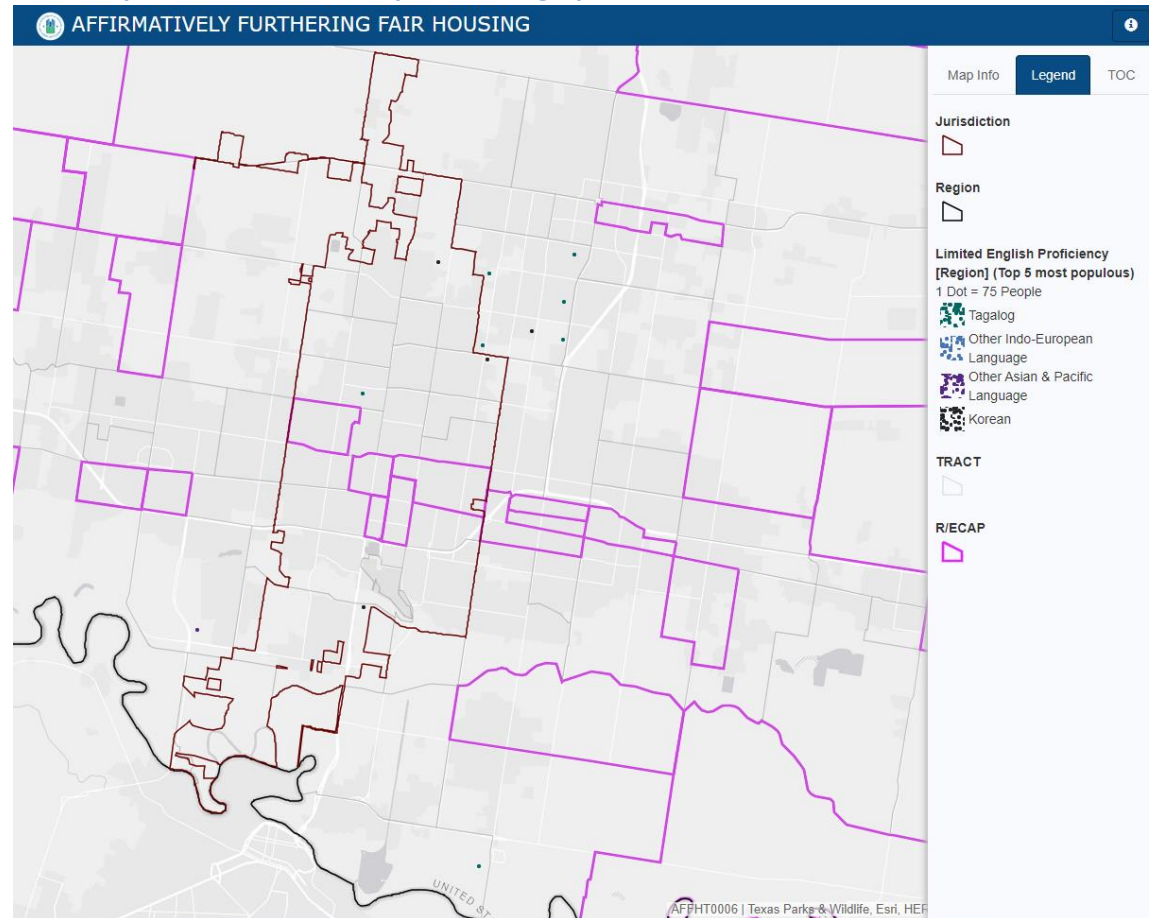 AFFIRMATIVELY FURTHERING FAIR HOUSING
Map Info
Legend
TOC
Jurisdiction
Region
Limited English Proficiency
[Region] (Top 5 most populous)
1 Dot = 75 People
Tagalog
Other Indo-European
Language
Other Asian & Pacific
Language
Korean
TRACT
R/ECAP
UNITED ST
AFFHT0006 | Texas Parks & Wildlife, Esri, HER